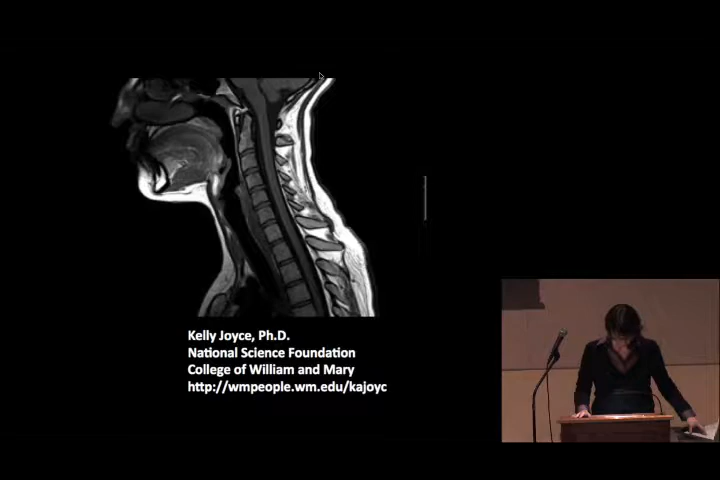 Kelly Joyce, Ph.D.
National Science Foundation
College of William and Mary
http://wmpeople.wm.edu/kajoyc